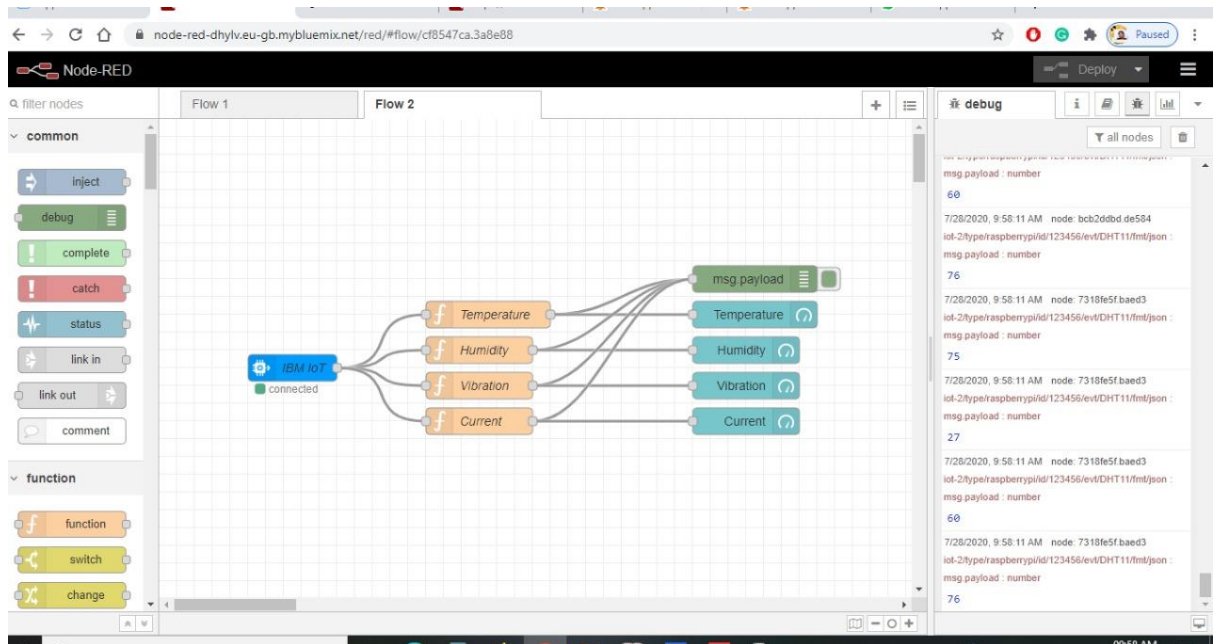 node-red-dhylv.eu-gb.mybluemix.net/red/#flow/cf8547ca.3a8e88
Paused
Node-RED
Deploy
filter nodes
common
inject
debug
complete
catch
status
link in
link out
comment
function
function
switch
change
Flow 1
Flow 2
IBM IoT
connected
Temperature
Humidity
Vibration
Current
msg.payload
Temperature
Humidity
Vibration
Current
debug
all nodes
msg.payload : number
60
7/28/2020, 9:58:11 AM node: bcb2ddbd.de584
iot-2/type/raspberrypi/id/123456/evt/DHT11/fmt/json :
msg.payload : number
76
7/28/2020, 9:58:11 AM node: 7318fe5f.baed3
iot-2/type/raspberrypi/id/123456/evt/DHT11/fmt/json :
msg.payload : number
75
7/28/2020, 9:58:11 AM node: 7318fe5f.baed3
iot-2/type/raspberrypi/id/123456/evt/DHT11/fmt/json :
msg.payload : number
27
7/28/2020, 9:58:11 AM node: 7318fe5f.baed3
iot-2/type/raspberrypi/id/123456/evt/DHT11/fmt/json :
msg.payload : number
60
7/28/2020, 9:58:11 AM node: 7318fe5f.baed3
iot-2/type/raspberrypi/id/123456/evt/DHT11/fmt/json :
msg.payload : number
76